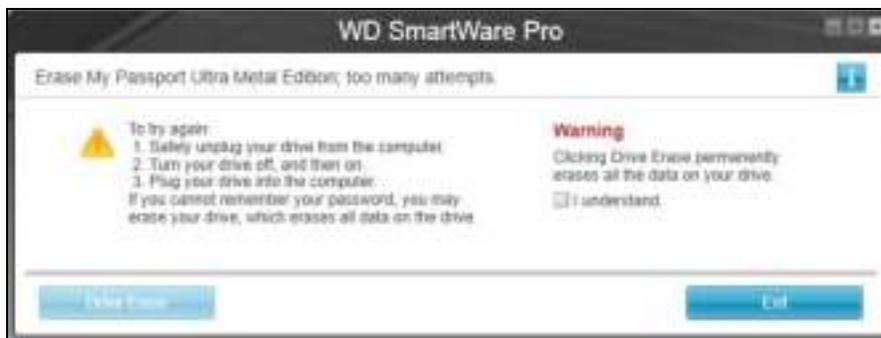 WD SmartWare Pro
Erase My Passport Ultra Metal Edition; too many attempts.
To try again:
1. Safely unplug your drive from the computer.
2. Turn your drive off, and then on.
3. Plug your drive into the computer.
If you cannot remember your password, you may
erase your drive, which erases all data on the drive.
Warning
Clicking Drive Erase permanently
erases all the data on your drive.
I understand.
Drive Erase
Exit